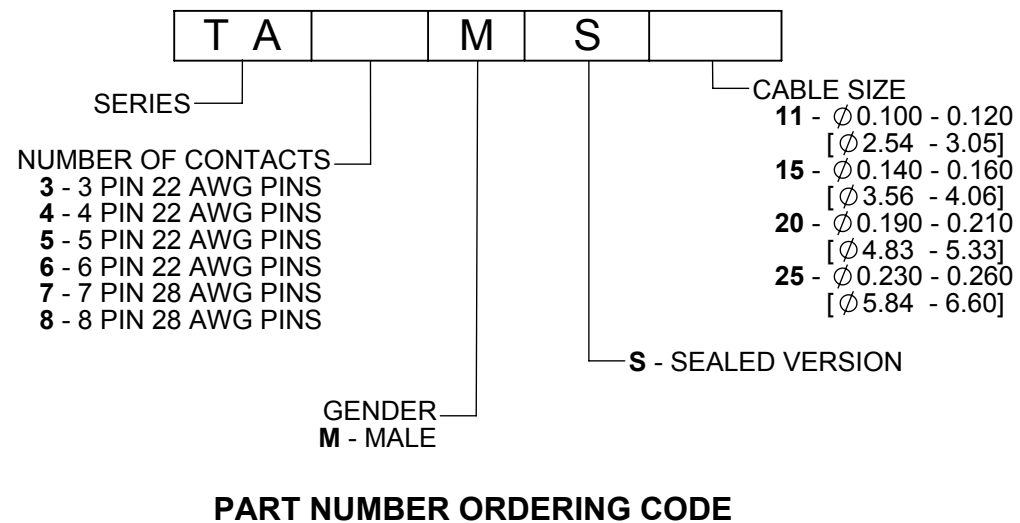 T A M S
SERIES
NUMBER OF CONTACTS
3 - 3 PIN 22 AWG PINS
4 - 4 PIN 22 AWG PINS
5 - 5 PIN 22 AWG PINS
6 - 6 PIN 22 AWG PINS
7 - 7 PIN 28 AWG PINS
8 - 8 PIN 28 AWG PINS
CABLE SIZE
11 - ∅0.100 - 0.120
[∅2.54 - 3.05]
15 - ∅0.140 - 0.160
[∅3.56 - 4.06]
20 - ∅0.190 - 0.210
[∅4.83 - 5.33]
25 - ∅0.230 - 0.260
[∅5.84 - 6.60]
S - SEALED VERSION
GENDER
M - MALE
PART NUMBER ORDERING CODE